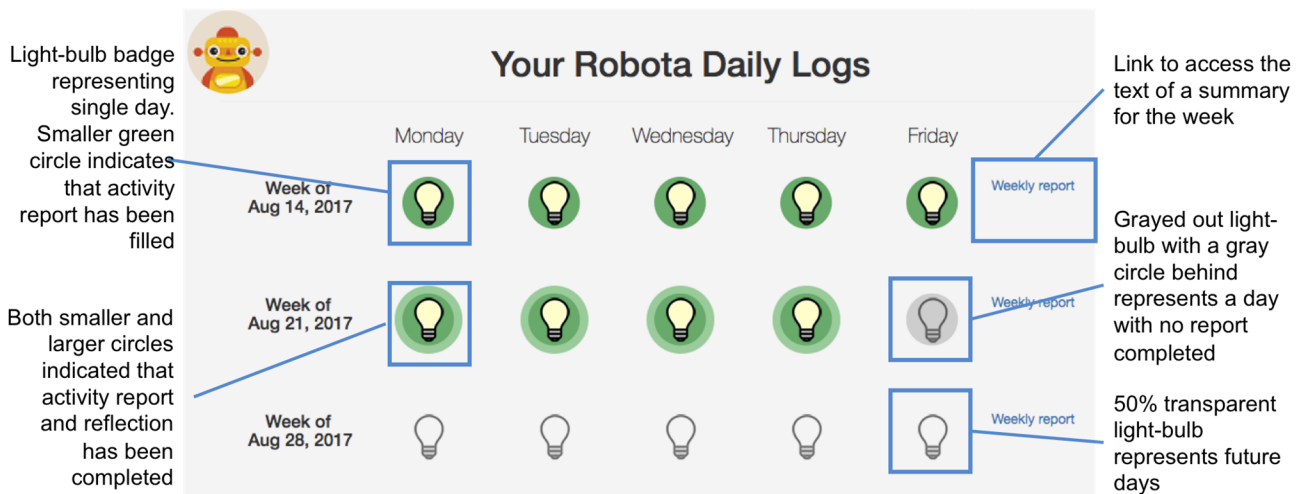 Light-bulb badge
representing
single day.
Smaller green
circle indicates
that activity
report has been
filled
Both smaller and
larger circles
indicated that
activity report
and reflection
has been
completed
Your Robota Daily Logs
Monday Tuesday Wednesday Thursday Friday
Week of
Aug 14, 2017
Weekly report
Week of
Aug 21, 2017
Weekly report
Week of
Aug 28, 2017
Weekly report
Link to access the
text of a summary
for the week
Grayed out light-
bulb with a gray
circle behind
represents a day
with no report
completed
50% transparent
light-bulb
represents future
days